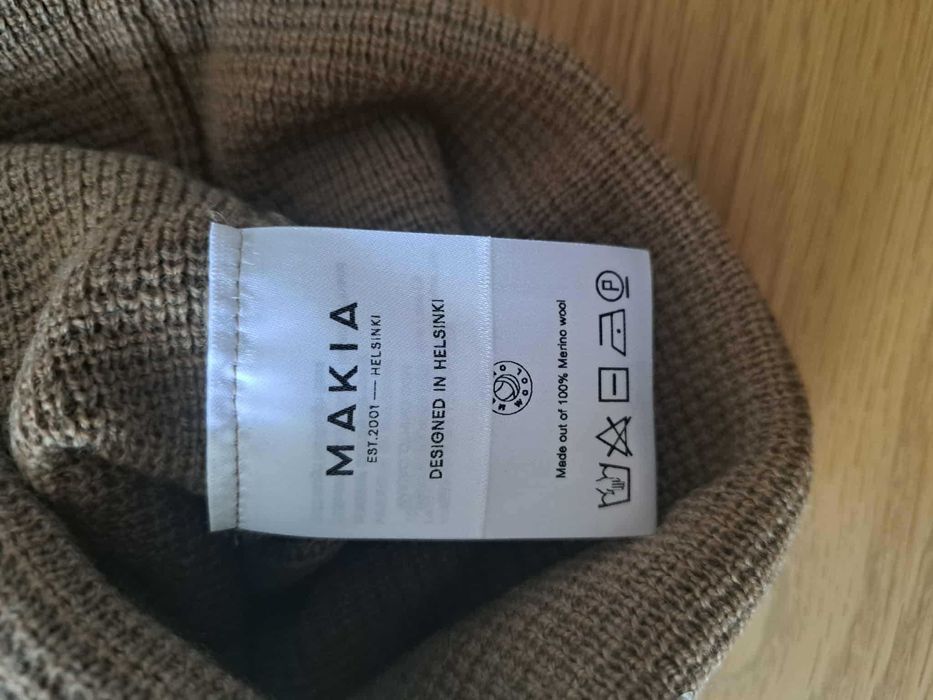 MAKIA
EST.2001 — HELSINKI
DESIGNED IN HELSINKI
Made out of 100% Merino wool
P